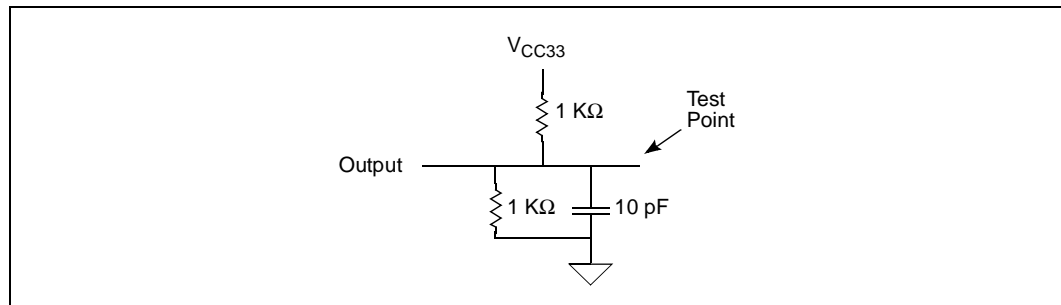 VCC33
1 KΩ
Test
Point
Output
1 KΩ
10 pF